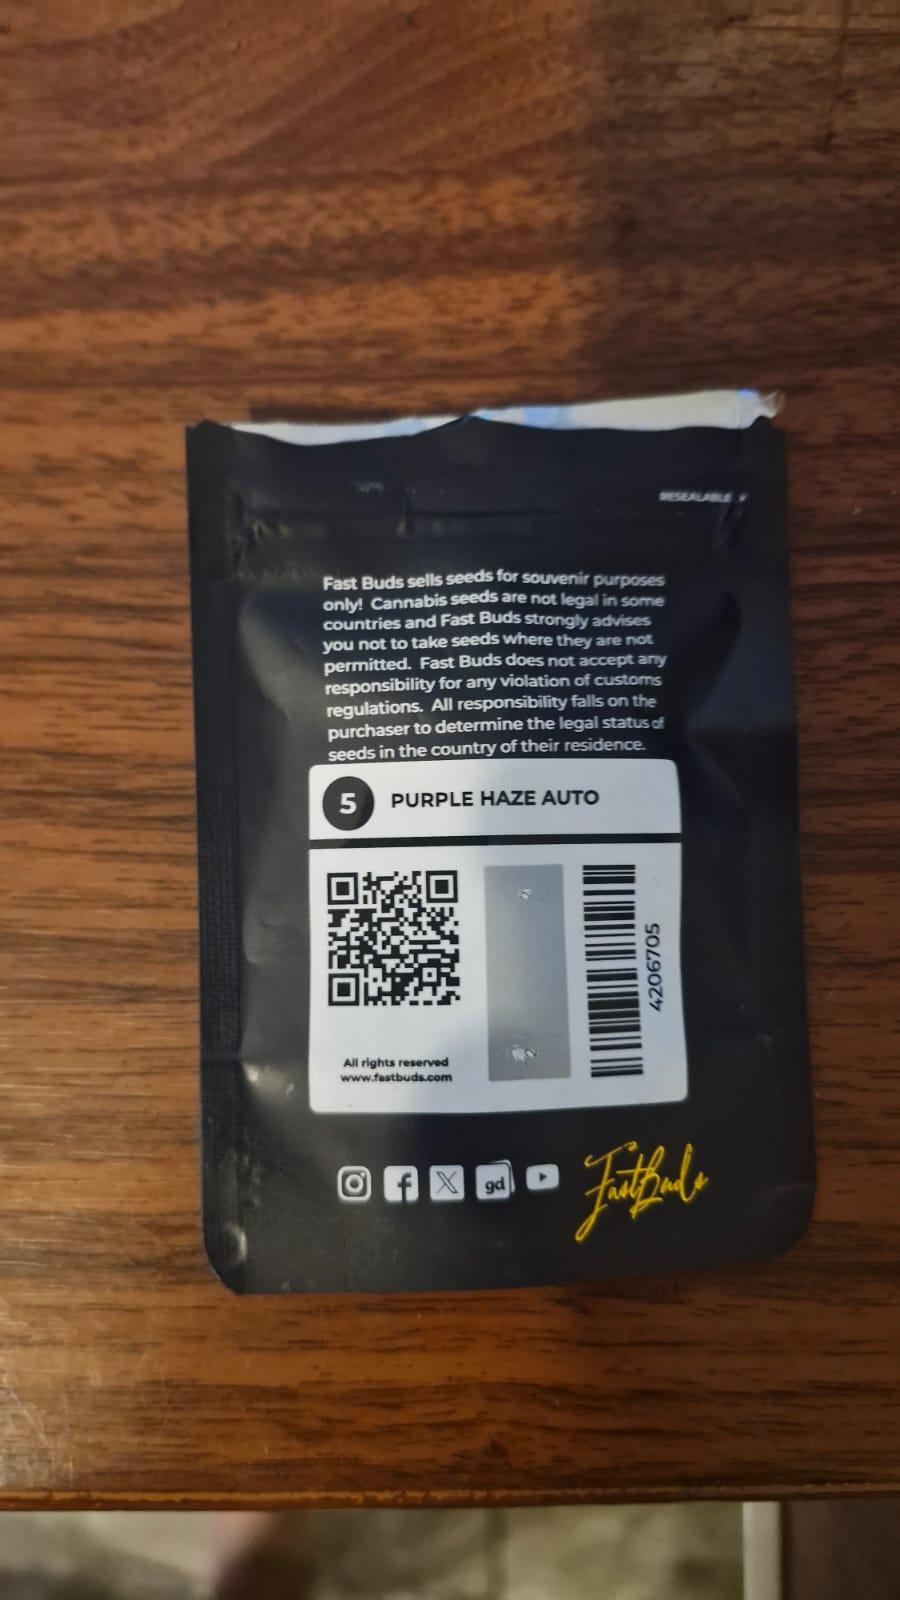 RESEALABLE
Fast Buds sells seeds for souvenir purposes
only! Cannabis seeds are not legal in some
countries and Fast Buds strongly advises
you not to take seeds where they are not
permitted. Fast Buds does not accept any
responsibility for any violation of customs
regulations. All responsibility falls on the
purchaser to determine the legal status of
seeds in the country of their residence.
5 PURPLE HAZE AUTO
4206705
All rights reserved
www.fastbuds.com
gd
FastBuds